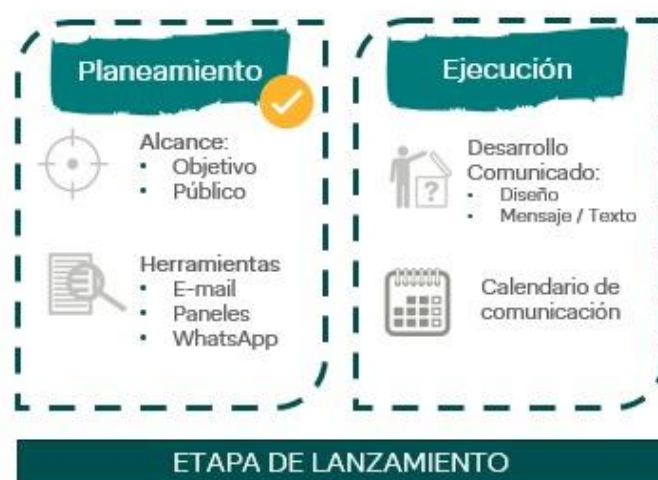 Planeamiento
Alcance:
• Objetivo
• Público
Herramientas
• E-mail
• Paneles
• WhatsApp
Ejecución
?
Desarrollo
Comunicado:
• Diseño
• Mensaje / Texto
Calendario de
comunicación
ETAPA DE LANZAMIENTO